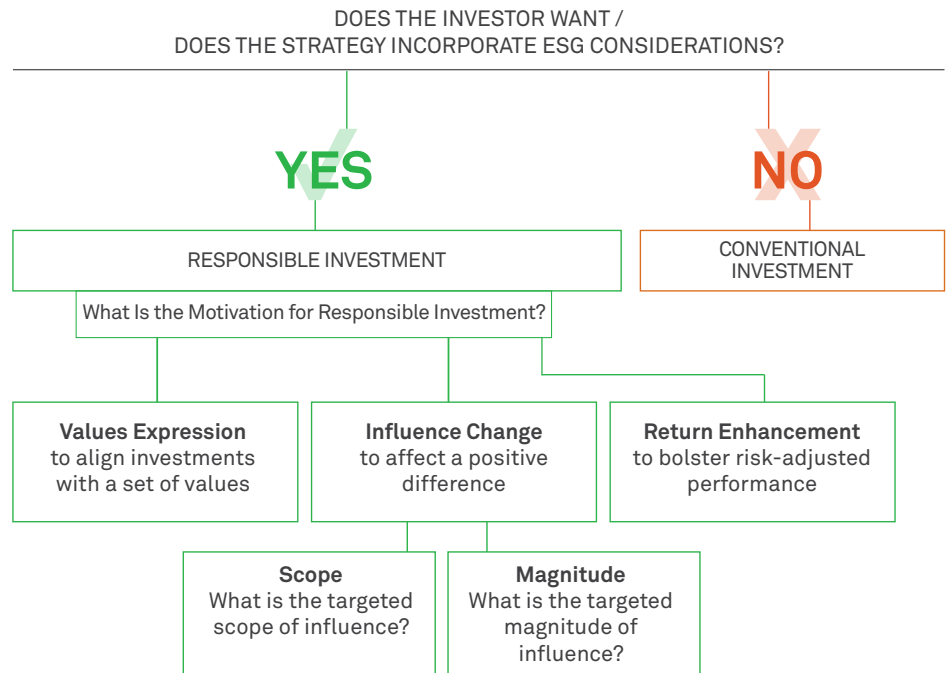 DOES THE INVESTOR WANT /
DOES THE STRATEGY INCORPORATE ESG CONSIDERATIONS?
YES
NO
RESPONSIBLE INVESTMENT
CONVENTIONAL
INVESTMENT
What Is the Motivation for Responsible Investment?
Values Expression
to align investments
with a set of values
Influence Change
to affect a positive
difference
Return Enhancement
to bolster risk-adjusted
performance
Scope
What is the targeted
scope of influence?
Magnitude
What is the targeted
magnitude of
influence?